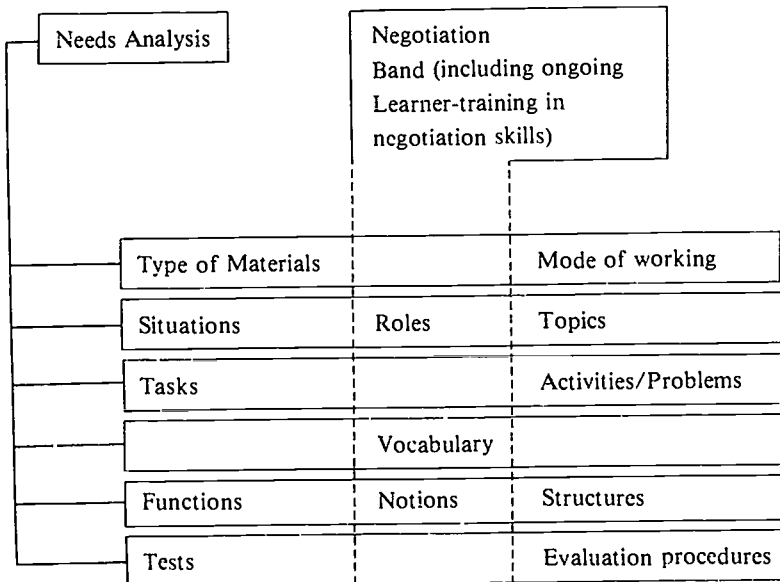 Needs Analysis
Negotiation
Band (including ongoing
Learner-training in
negotiation skills)
Type of Materials Mode of working
Situations Roles Topics
Tasks Activities/Problems
Vocabulary
Functions Notions Structures
Tests Evaluation procedures